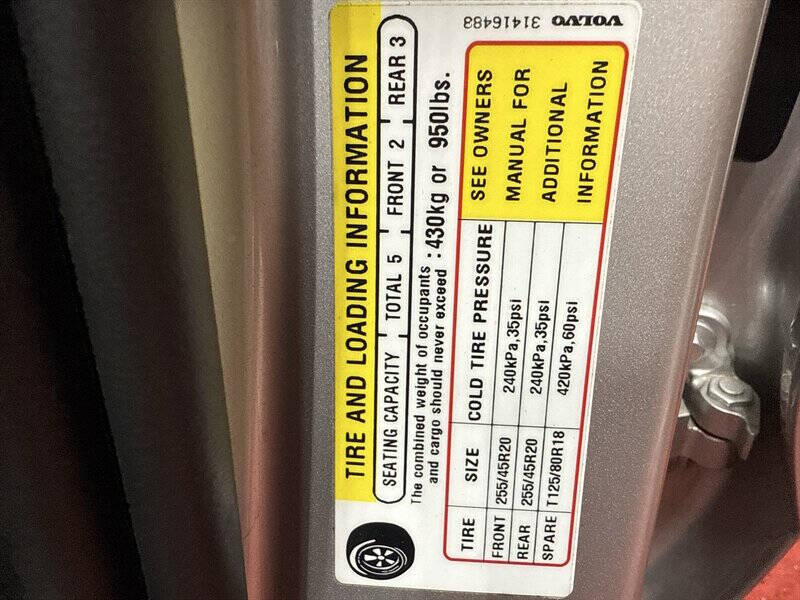 TIRE AND LOADING INFORMATION
SEATING CAPACITY TOTAL 5 FRONT 2 REAR 3
The combined weight of occupants and cargo should never exceed : 430kg or 950lbs.
TIRE SIZE COLD TIRE PRESSURE
FRONT 255/45R20 240kPa,35psi
REAR 255/45R20 240kPa,35psi
SPARE T125/80R18 420kPa,60psi
SEE OWNERS
MANUAL FOR
ADDITIONAL
INFORMATION
VOLVO 31416483